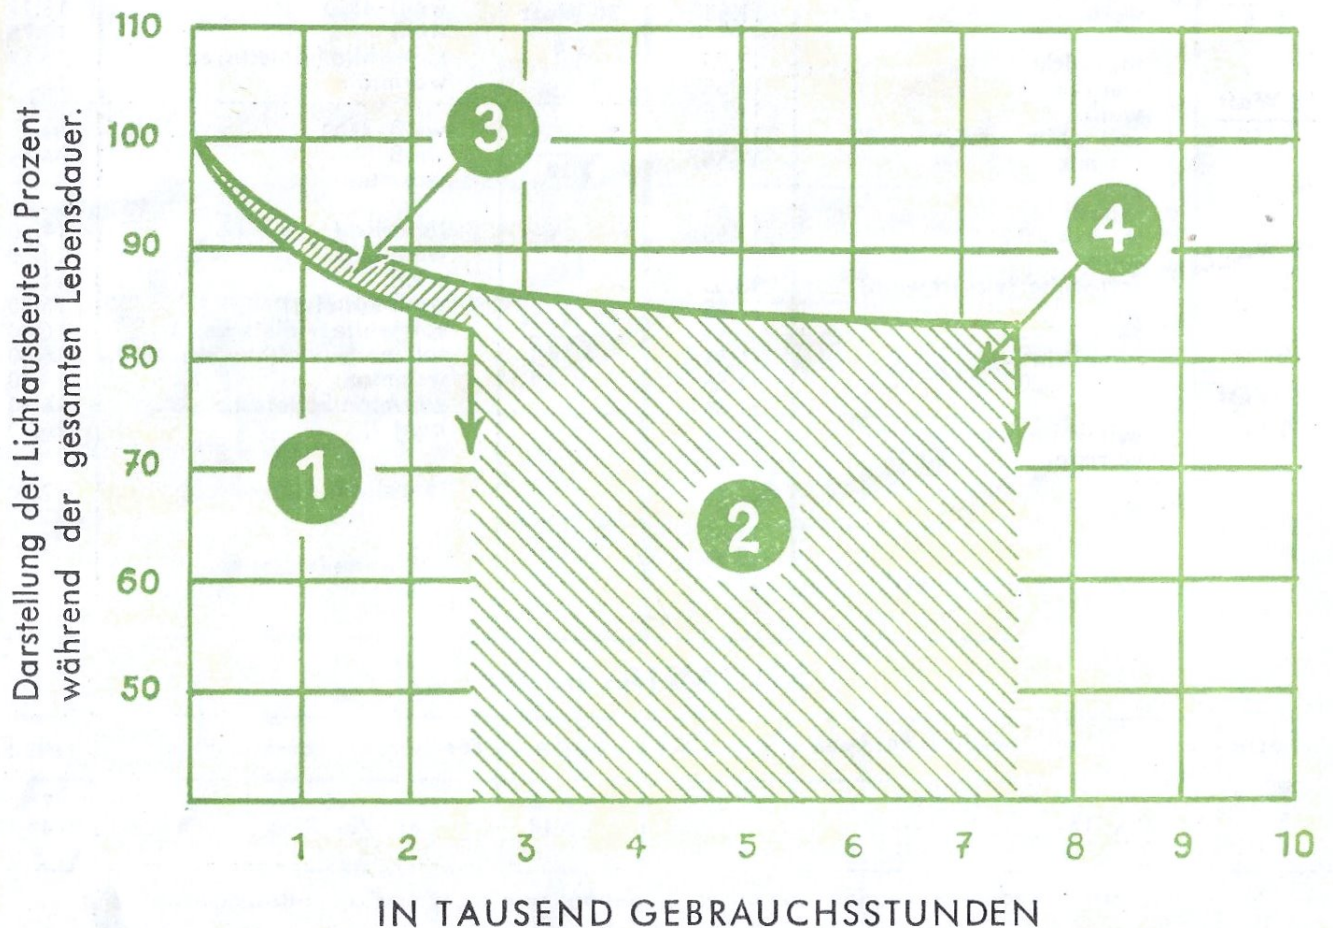 Darstellung der Lichtausbeute in Prozent
während der gesamten Lebensdauer.
110
100
90
80
70
60
50
3
4
1
2
1 2 3 4 5 6 7 8 9 10
IN TAUSEND GEBRAUCHSSTUNDEN